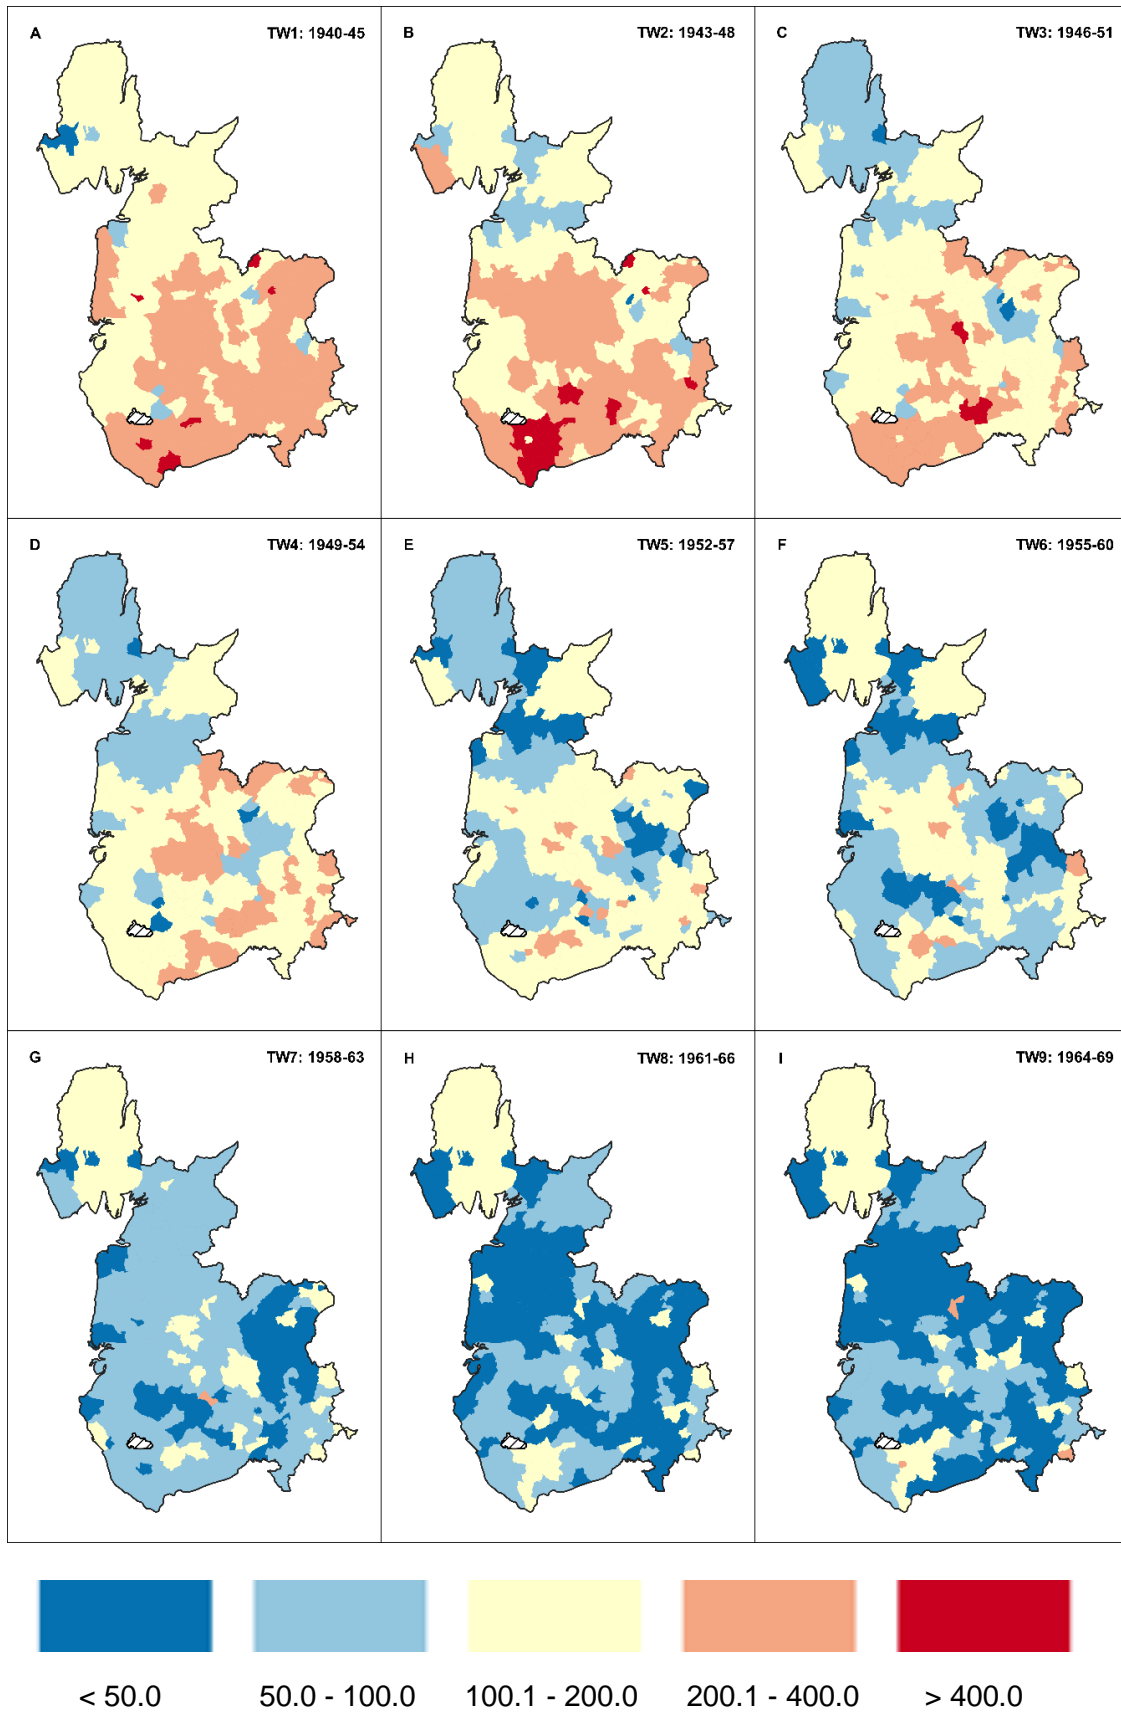 A TW1: 1940-45
B TW2: 1943-48
C TW3: 1946-51
D TW4: 1949-54
E TW5: 1952-57
F TW6: 1955-60
G TW7: 1958-63
H TW8: 1961-66
I TW9: 1964-69
< 50.0 50.0 - 100.0 100.1 - 200.0 200.1 - 400.0 > 400.0